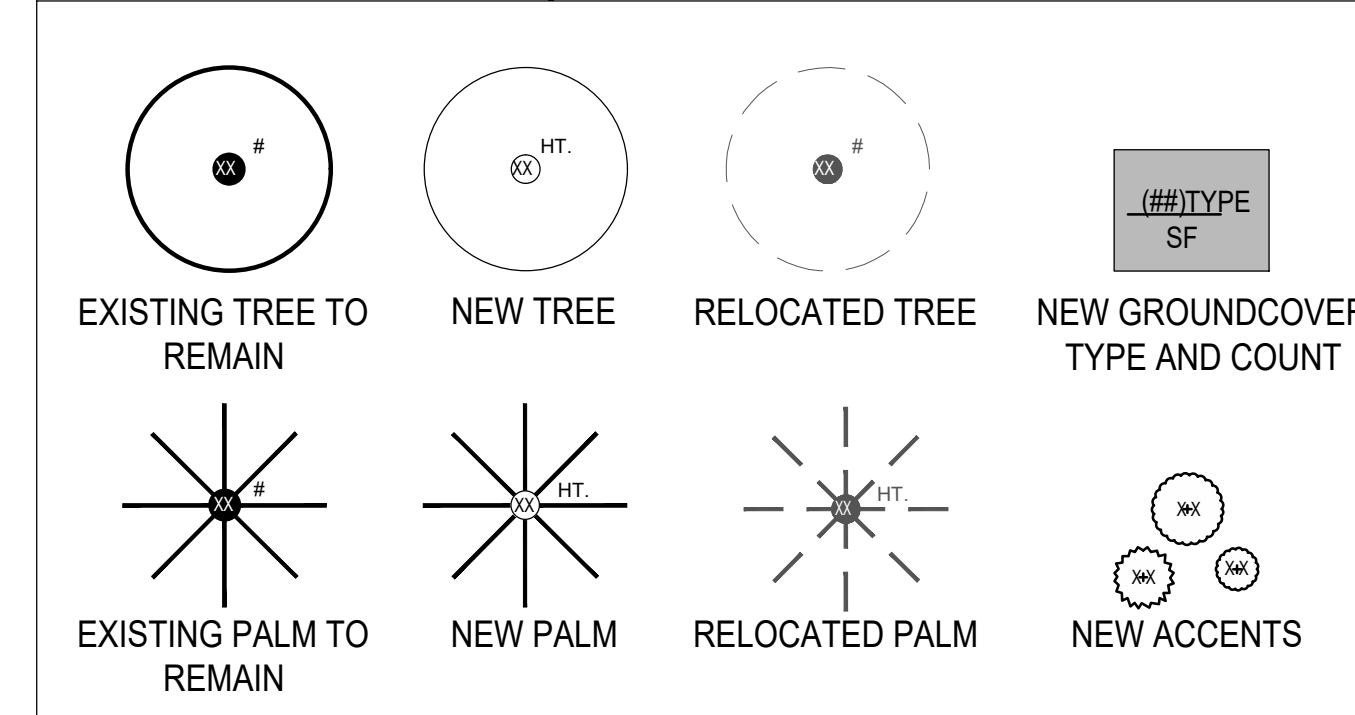 XX #
XX HT.
XX #
(##)TYPE
SF
EXISTING TREE TO
REMAIN
NEW TREE
RELOCATED TREE
NEW GROUNDCOVER
TYPE AND COUNT
XX #
XX HT.
XX HT.
X+X
X+X
X+X
EXISTING PALM TO
REMAIN
NEW PALM
RELOCATED PALM
NEW ACCENTS